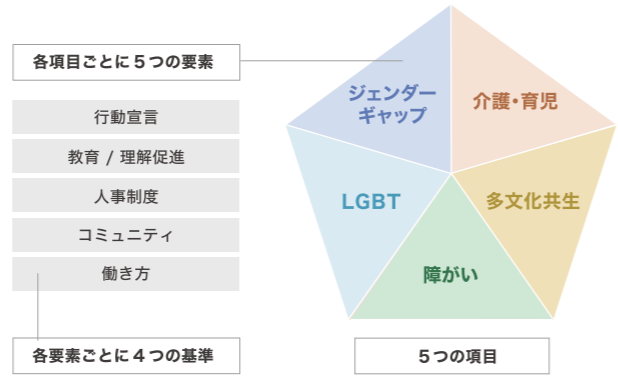 各項目ごとに5つの要素
行動宣言
教育 / 理解促進
人事制度
コミュニティ
働き方
各要素ごとに4つの基準
ジェンダー
ギャップ
介護・育児
LGBT
多文化共生
障がい
5つの項目